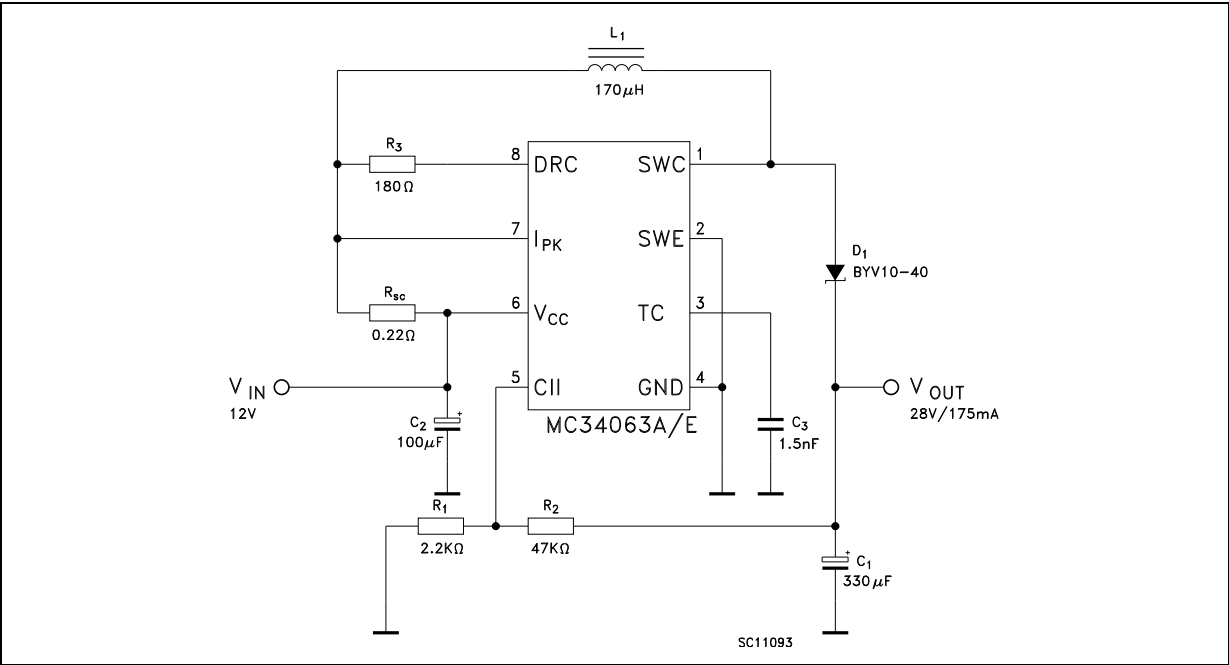 L1
170μH
R3
180Ω
8 DRC
SWC 1
7 IPK
SWE 2
D1
BYV10-40
Rsc
0.22Ω
6 VCC
TC 3
VIN
12V
5 CII
GND 4
VOUT
28V/175mA
C2
100μF
+
MC34063A/E
C3
1.5nF
R1
2.2KΩ
R2
47KΩ
+
C1
330μF
SC11093